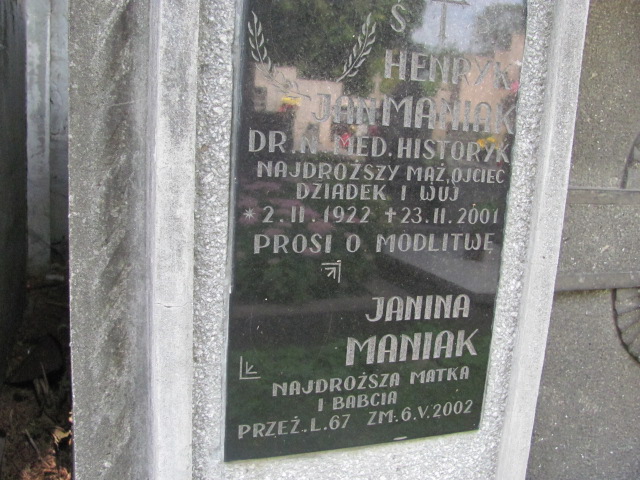 Ś
HENRYK
JAN MANIAK
DR. N. MED. HISTORYK
NAJDROŻSZY MĄŻ, OJCIEC
DZIADEK I WUJ
* 2.II.1922 + 23.II.2001
PROSI O MODLITWĘ
JANINA
MANIAK
NAJDROŻSZA MATKA
I BABCIA
PRZEŻ. L. 67 ZM. 6.V.2002